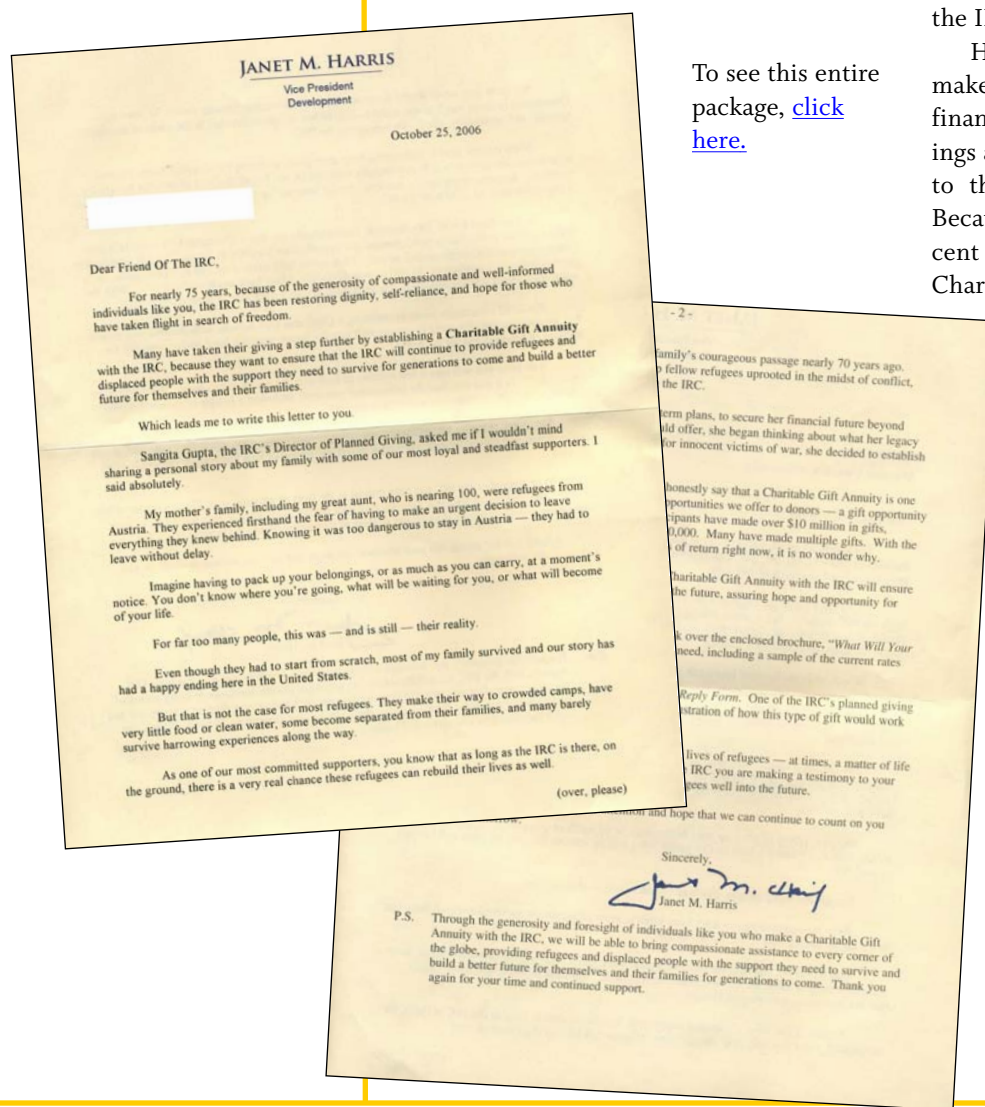 JANET M. HARRIS
Vice President
Development
October 25, 2006
Dear Friend Of The IRC,
For nearly 75 years, because of the generosity of compassionate and well-informed
individuals like you, the IRC has been restoring dignity, self-reliance, and hope for those who
have taken flight in search of freedom.
Many have taken their giving a step further by establishing a Charitable Gift Annuity
with the IRC, because they want to ensure that the IRC will continue to provide refugees and
displaced people with the support they need to survive for generations to come and build a better
future for themselves and their families.
Which leads me to write this letter to you.
Sangita Gupta, the IRC's Director of Planned Giving, asked me if I wouldn't mind
sharing a personal story about my family with some of our most loyal and steadfast supporters. I
said absolutely.
My mother's family, including my great aunt, who is nearing 100, were refugees from
Austria. They experienced firsthand the fear of having to make an urgent decision to leave
everything they knew behind. Knowing it was too dangerous to stay in Austria — they had to
leave without delay.
Imagine having to pack up your belongings, or as much as you can carry, at a moment's
notice. You don't know where you're going, what will be waiting for you, or what will become
of your life.
For far too many people, this was — and is still — their reality.
Even though they had to start from scratch, most of my family survived and our story has
had a happy ending here in the United States.
But that is not the case for most refugees. They make their way to crowded camps, have
very little food or clean water, some become separated from their families, and many barely
survive harrowing experiences along the way.
As one of our most committed supporters, you know that as long as the IRC is there, on
the ground, there is a very real chance these refugees can rebuild their lives as well.
(over, please)
To see this entire
package, click
here.
the
make
finan
ings
to th
Becau
cent
Char
- 2 -
family's courageous passage nearly 70 years ago.
fellow refugees uprooted in the midst of conflict,
the IRC.
term plans, to secure her financial future beyond
offer, she began thinking about what her legacy
for innocent victims of war, she decided to establish
honestly say that a Charitable Gift Annuity is one
opportunities we offer to donors — a gift opportunity
cipants have made over $10 million in gifts,
0,000. Many have made multiple gifts. With the
of return right now, it is no wonder why.
Charitable Gift Annuity with the IRC will ensure
the future, assuring hope and opportunity for
over the enclosed brochure, "What Will Your
need, including a sample of the current rates
Reply Form. One of the IRC's planned giving
stration of how this type of gift would work
lives of refugees — at times, a matter of life
IRC you are making a testimony to your
gees well into the future.
and hope that we can continue to count on you
Sincerely,
Janet M. Harris
P.S. Through the generosity and foresight of individuals like you who make a Charitable Gift
Annuity with the IRC, we will be able to bring compassionate assistance to every corner of
the globe, providing refugees and displaced people with the support they need to survive and
build a better future for themselves and their families for generations to come. Thank you
again for your time and continued support.